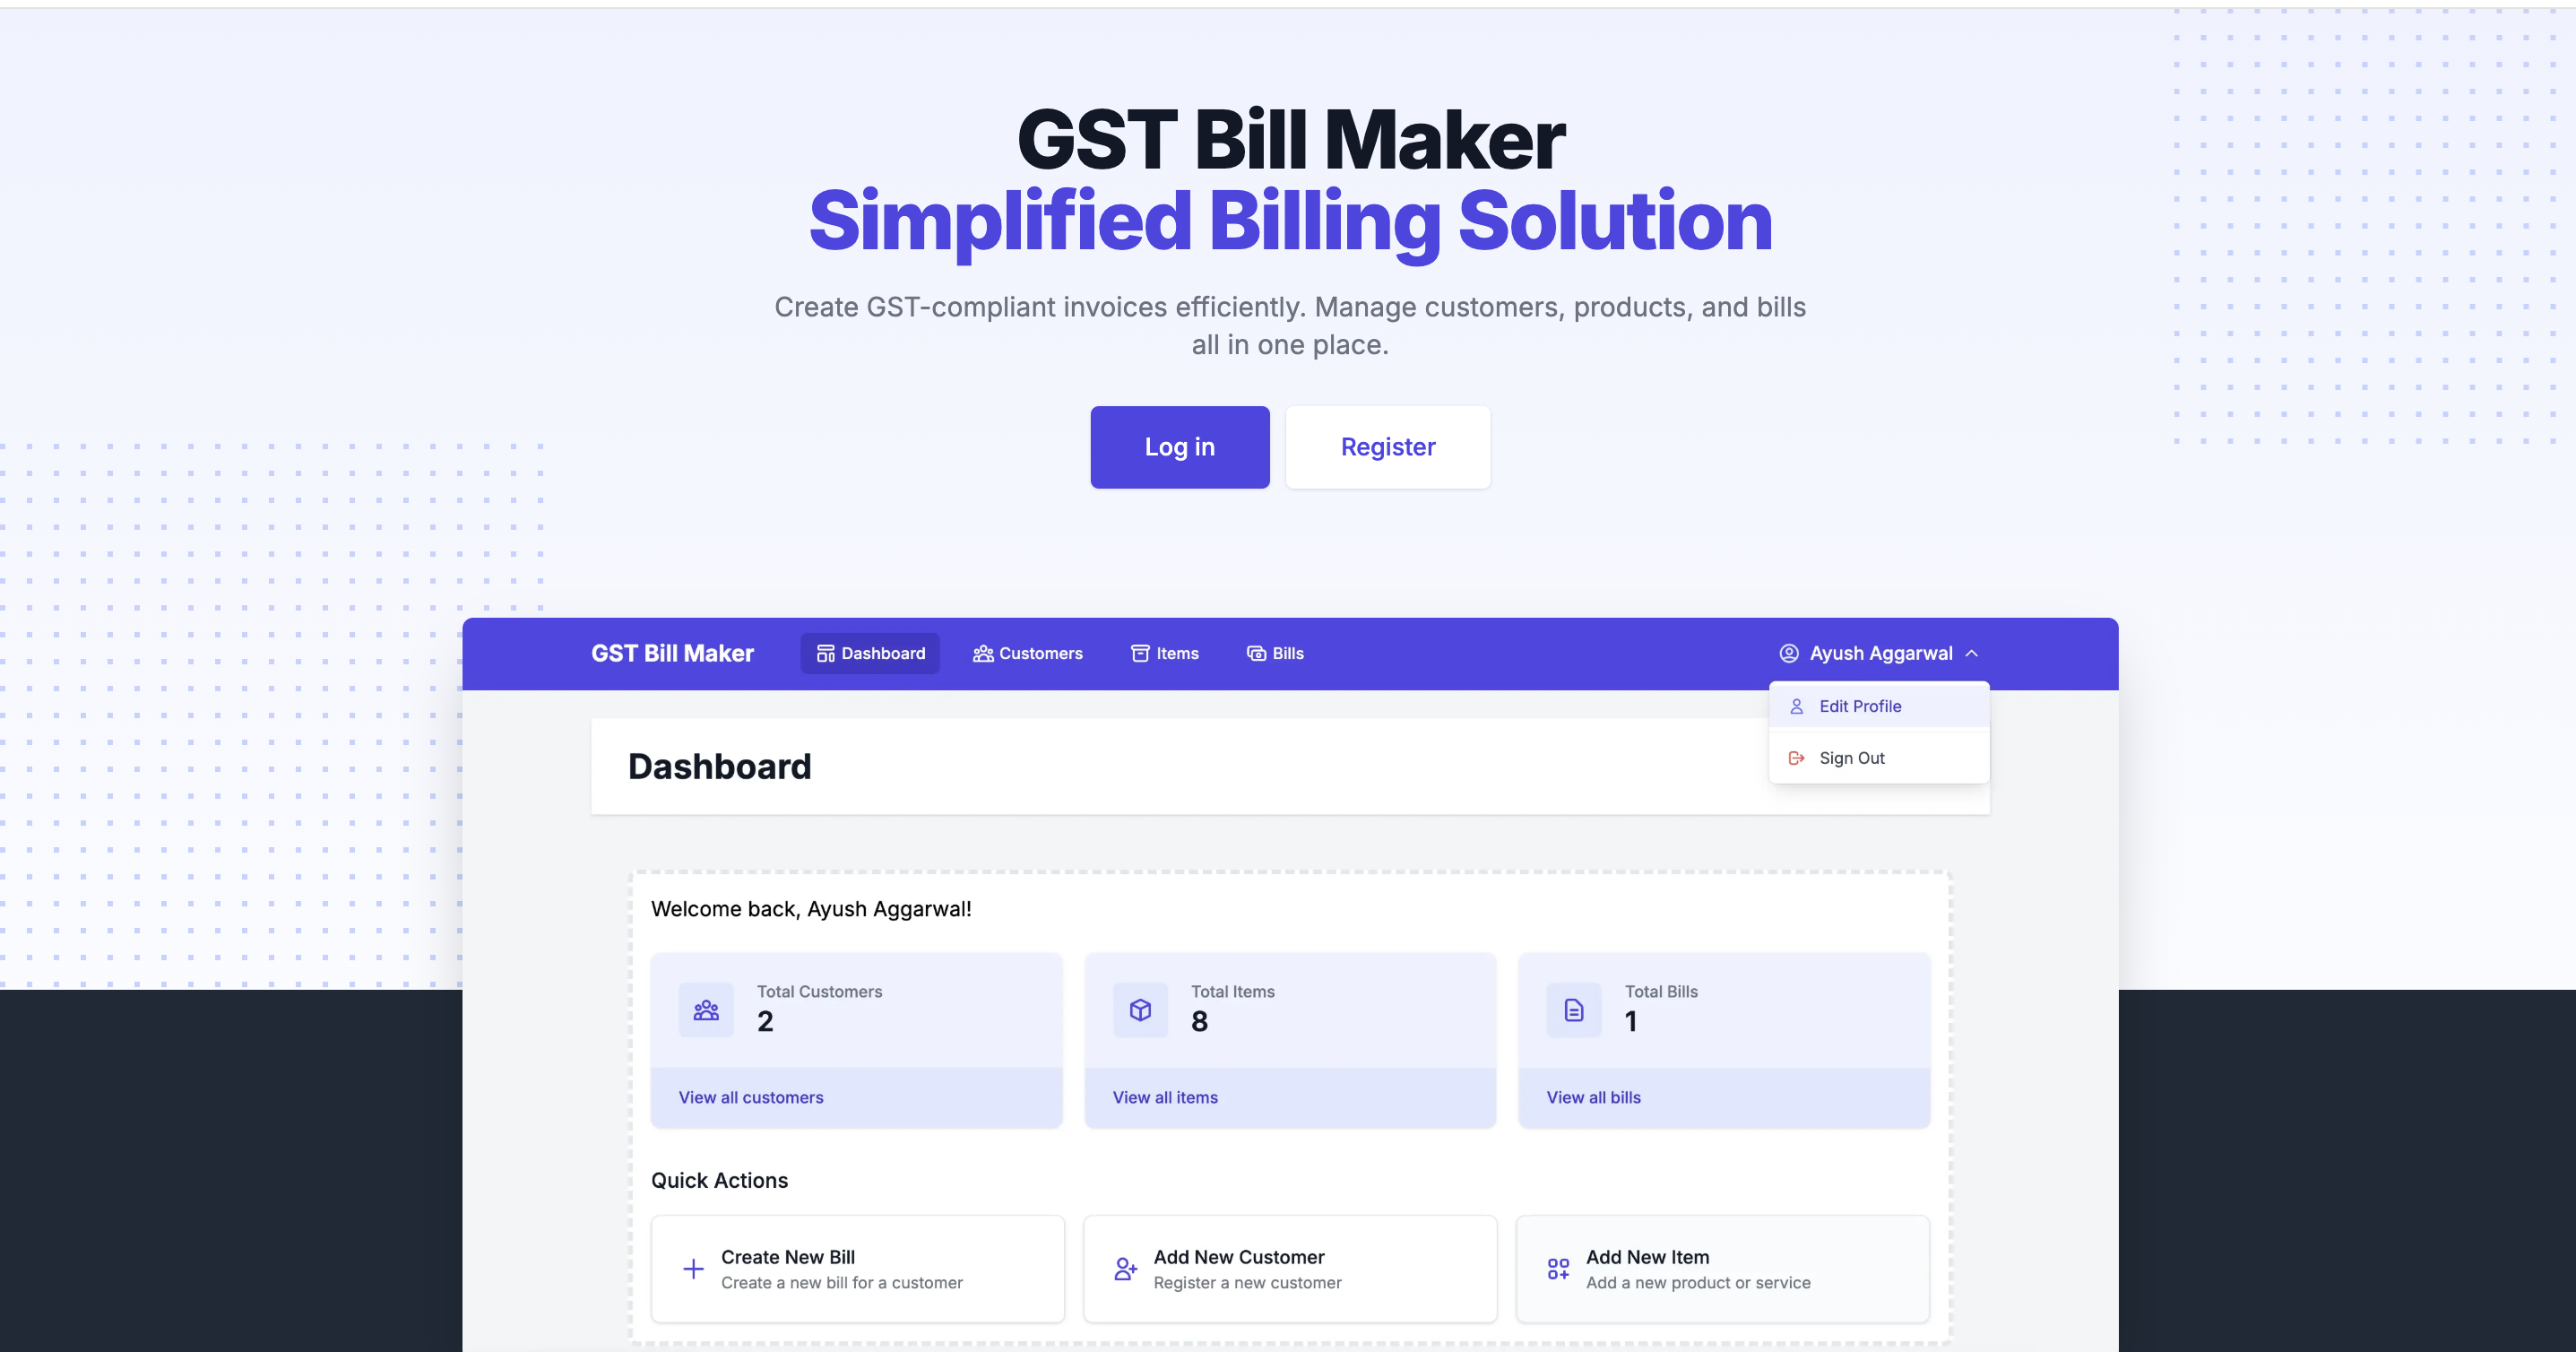 GST Bill Maker
Simplified Billing Solution
Create GST-compliant invoices efficiently. Manage customers, products, and bills
all in one place.
Log in
Register
GST Bill Maker
Dashboard
Customers
Items
Bills
Ayush Aggarwal
Edit Profile
Sign Out
Dashboard
Welcome back, Ayush Aggarwal!
Total Customers
2
View all customers
Total Items
8
View all items
Total Bills
1
View all bills
Quick Actions
Create New Bill
Create a new bill for a customer
Add New Customer
Register a new customer
Add New Item
Add a new product or service